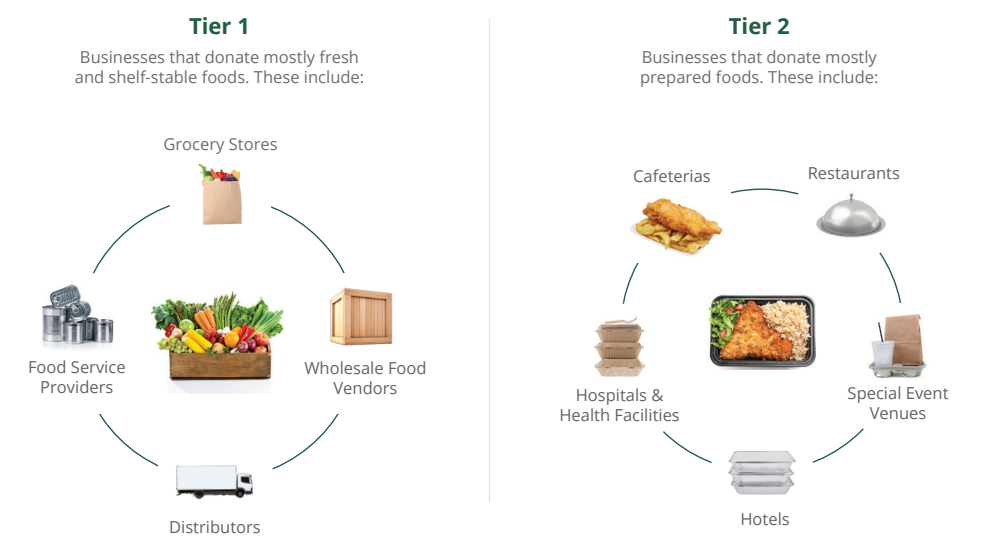 Tier 1
Businesses that donate mostly fresh
and shelf-stable foods. These include:
Grocery Stores
Food Service
Providers
Wholesale Food
Vendors
Distributors
Tier 2
Businesses that donate mostly
prepared foods. These include:
Cafeterias
Restaurants
Hospitals &
Health Facilities
Special Event
Venues
Hotels